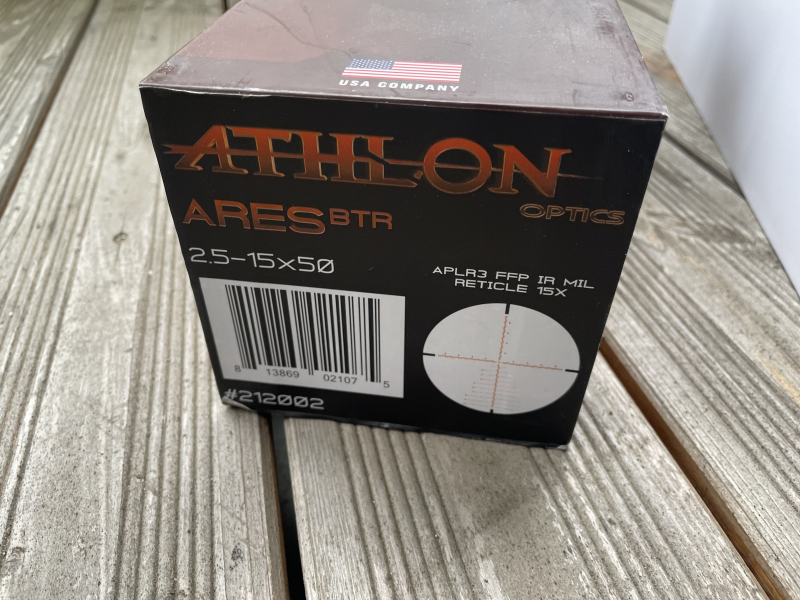 USA COMPANY
ATHLON
OPTICS
ARES BTR
2.5-15x50
APLR3 FFP IR MIL
RETICLE 15X
8 13869 02107 5
#212002